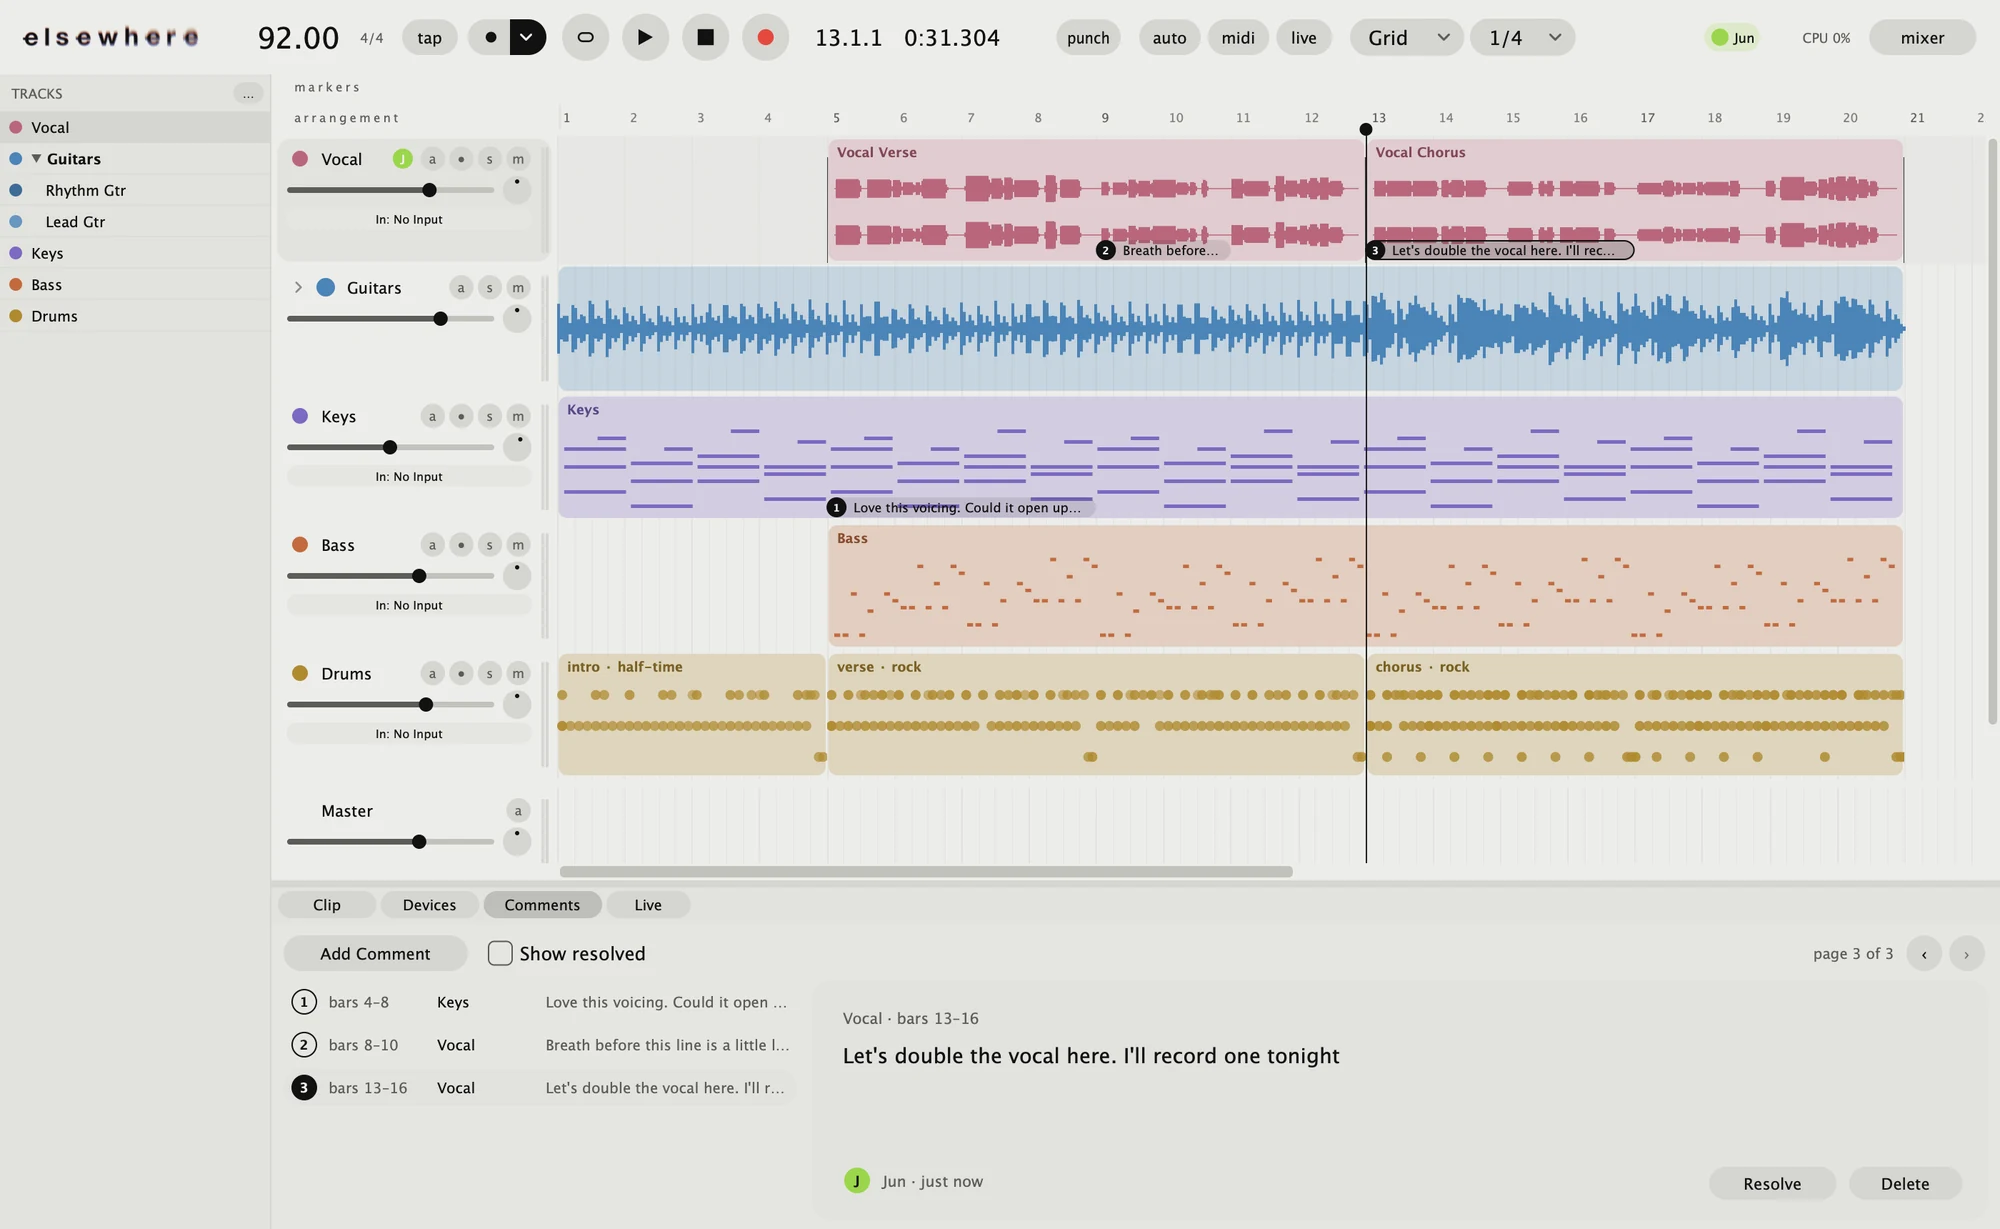 elsewhere
92.00 4/4 tap
13.1.1 0:31.304
punch auto midi live Grid 1/4
Jun CPU 0% mixer
TRACKS ...
Vocal
Guitars
Rhythm Gtr
Lead Gtr
Keys
Bass
Drums
markers
arrangement
1 2 3 4 5 6 7 8 9 10 11 12 13 14 15 16 17 18 19 20 21 2
Vocal J a s m
In: No Input
Vocal Verse
Vocal Chorus
2 Breath before...
3 Let's double the vocal here. I'll rec...
Guitars a s m
Keys a s m
In: No Input
Keys
1 Love this voicing. Could it open up...
Bass a s m
In: No Input
Bass
Drums a s m
In: No Input
intro · half-time
verse · rock
chorus · rock
Master a
Clip Devices Comments Live
Add Comment Show resolved
page 3 of 3 ‹ ›
1 bars 4-8 Keys Love this voicing. Could it open ...
2 bars 8-10 Vocal Breath before this line is a little l...
3 bars 13-16 Vocal Let's double the vocal here. I'll r...
Vocal · bars 13-16
Let's double the vocal here. I'll record one tonight
J Jun · just now
Resolve Delete